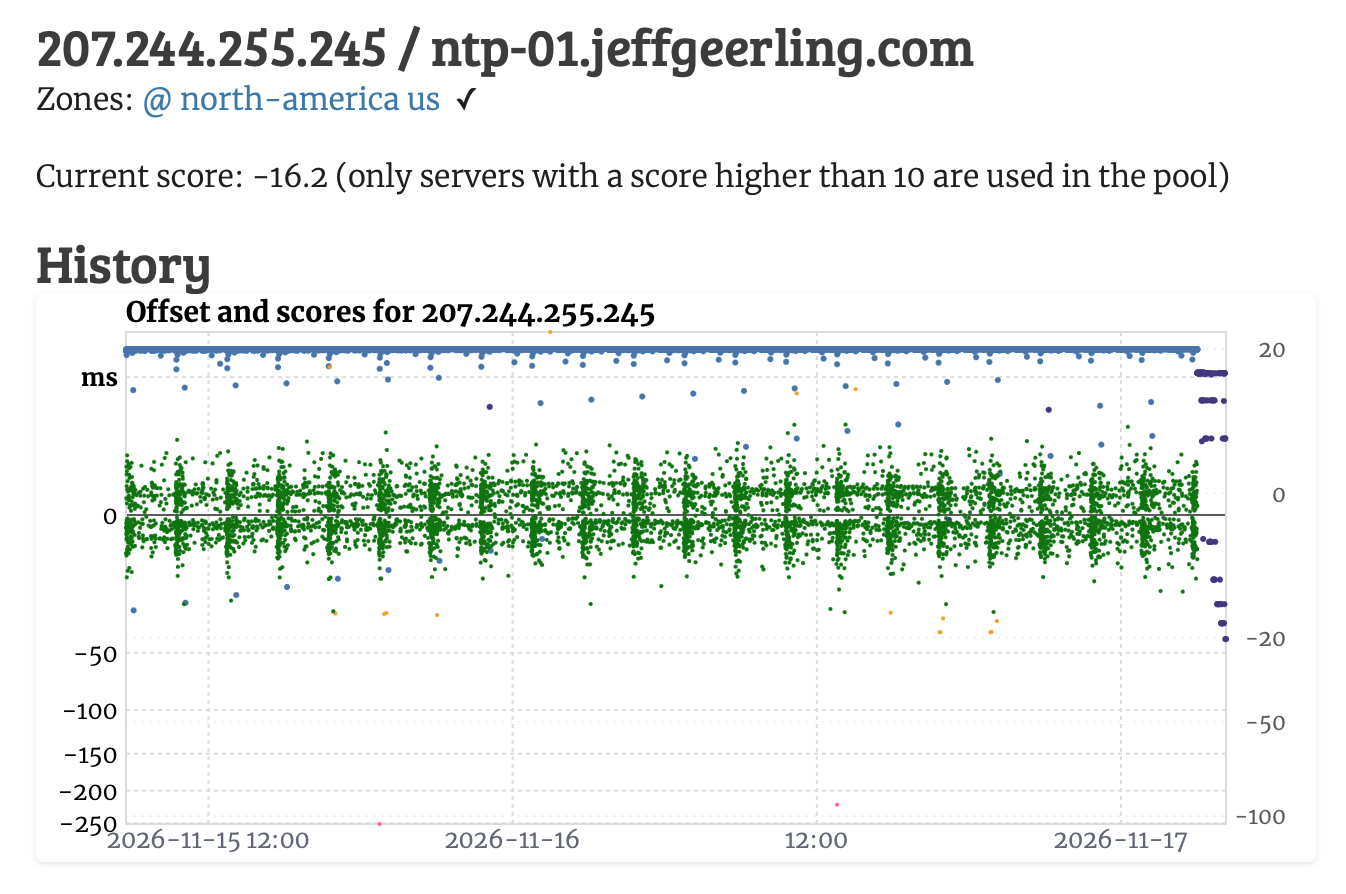 207.244.255.245 / ntp-01.jeffgeerling.com
Zones: @ north-america us ✓
Current score: -16.2 (only servers with a score higher than 10 are used in the pool)
History
Offset and scores for 207.244.255.245
20
ms
0
0
-20
-50
-100
-50
-150
-200
-250
-100
2026-11-15 12:00
2026-11-16
12:00
2026-11-17